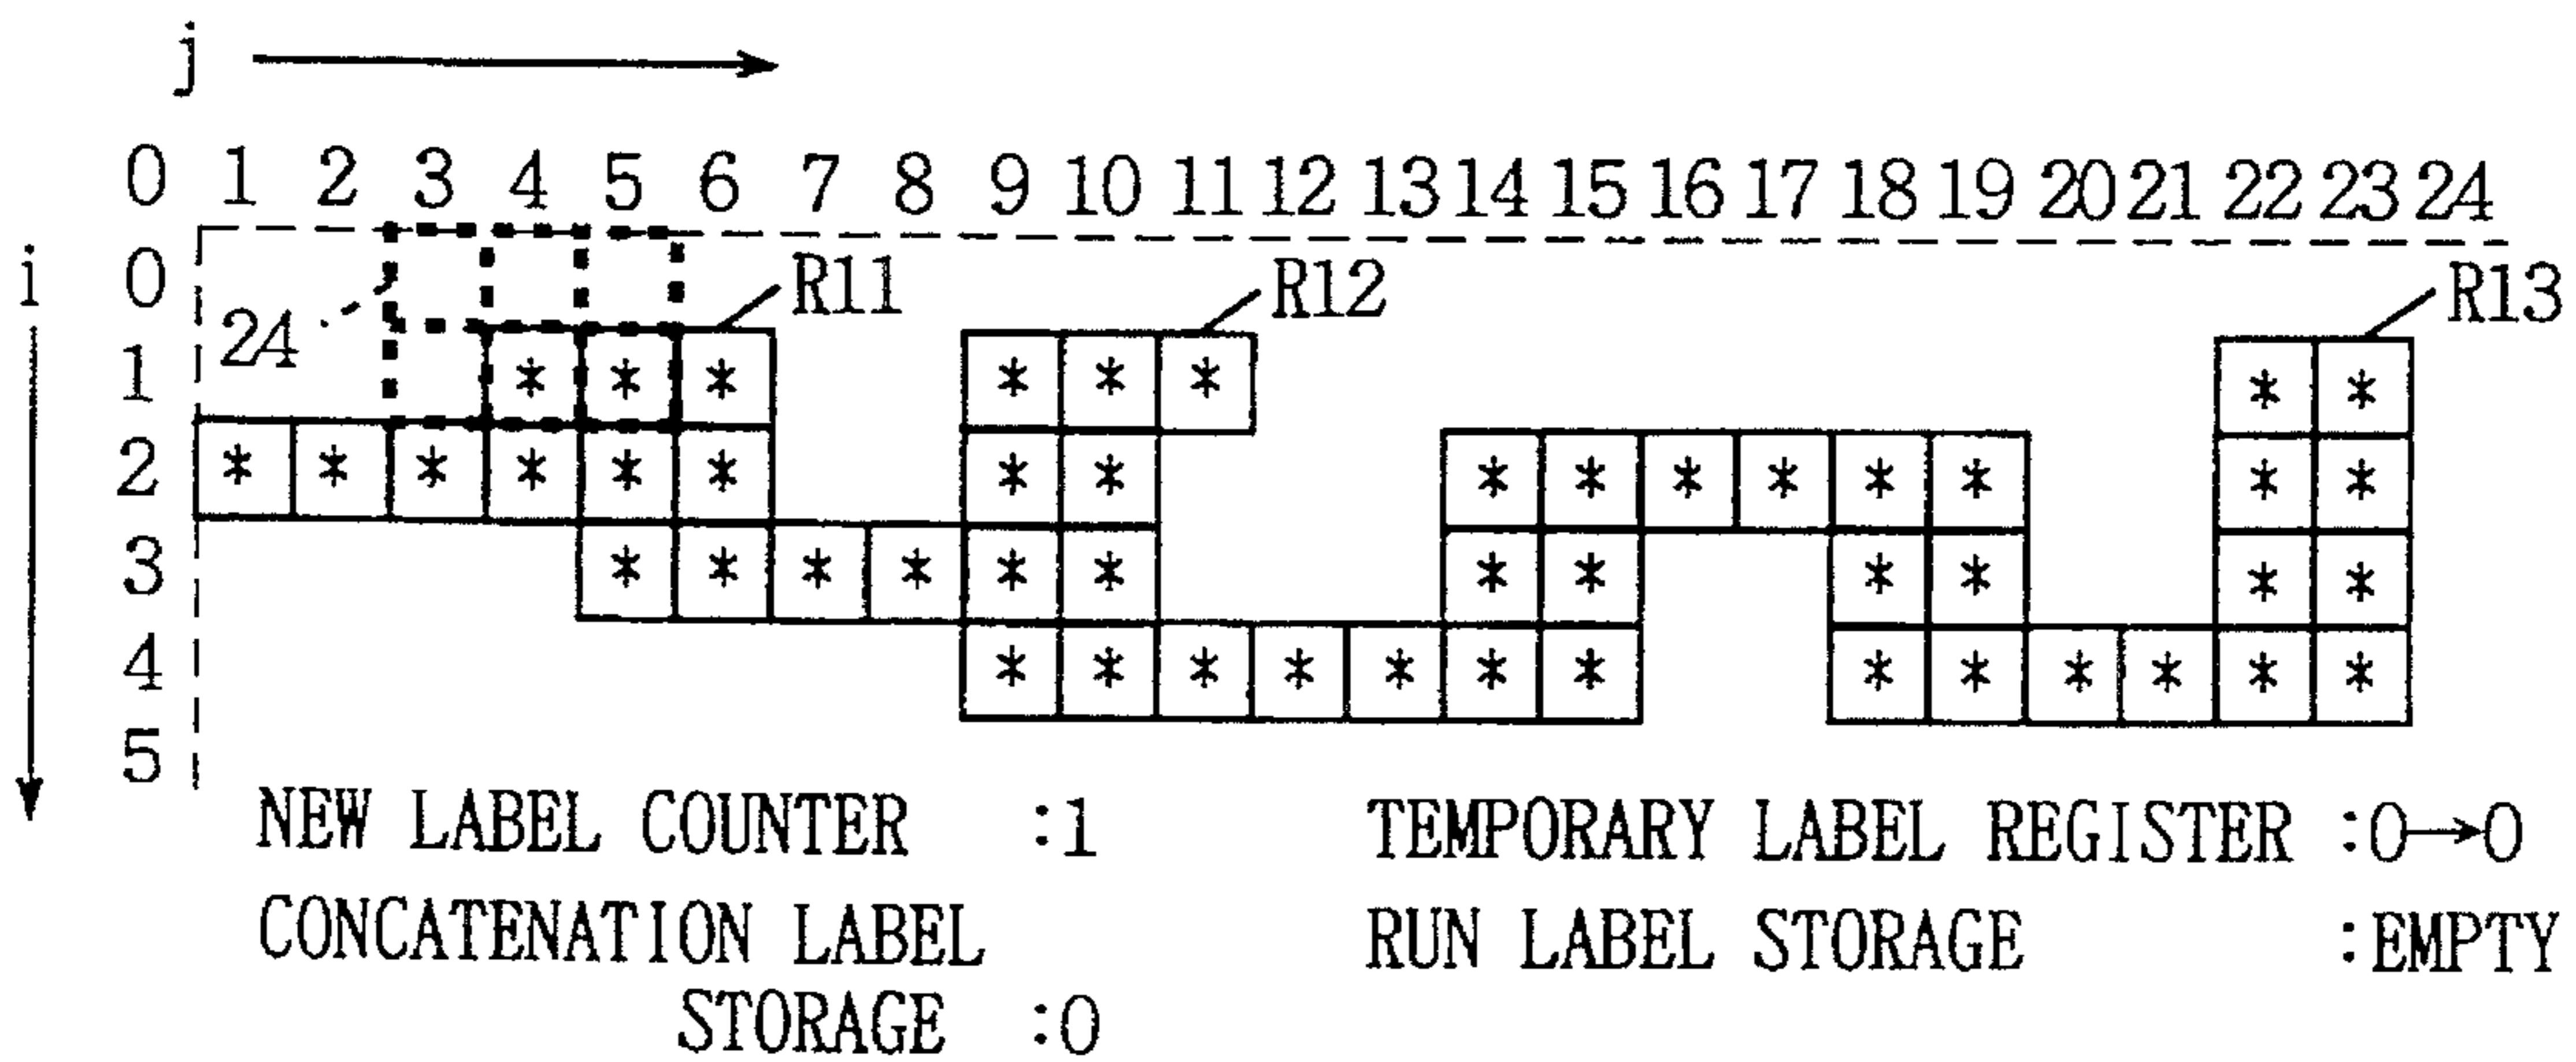 j
0 1 2 3 4 5 6 7 8 9 10 11 12 13 14 15 16 17 18 19 20 21 22 23 24
i 0 R11 R12 R13
24
1 * * * * * * * *
2 * * * * * * * * * * * * * * * *
3 * * * * * * * * * * * *
4 * * * * * * * * * * * * *
5
NEW LABEL COUNTER :1 TEMPORARY LABEL REGISTER :0→0
CONCATENATION LABEL RUN LABEL STORAGE :EMPTY
STORAGE :0